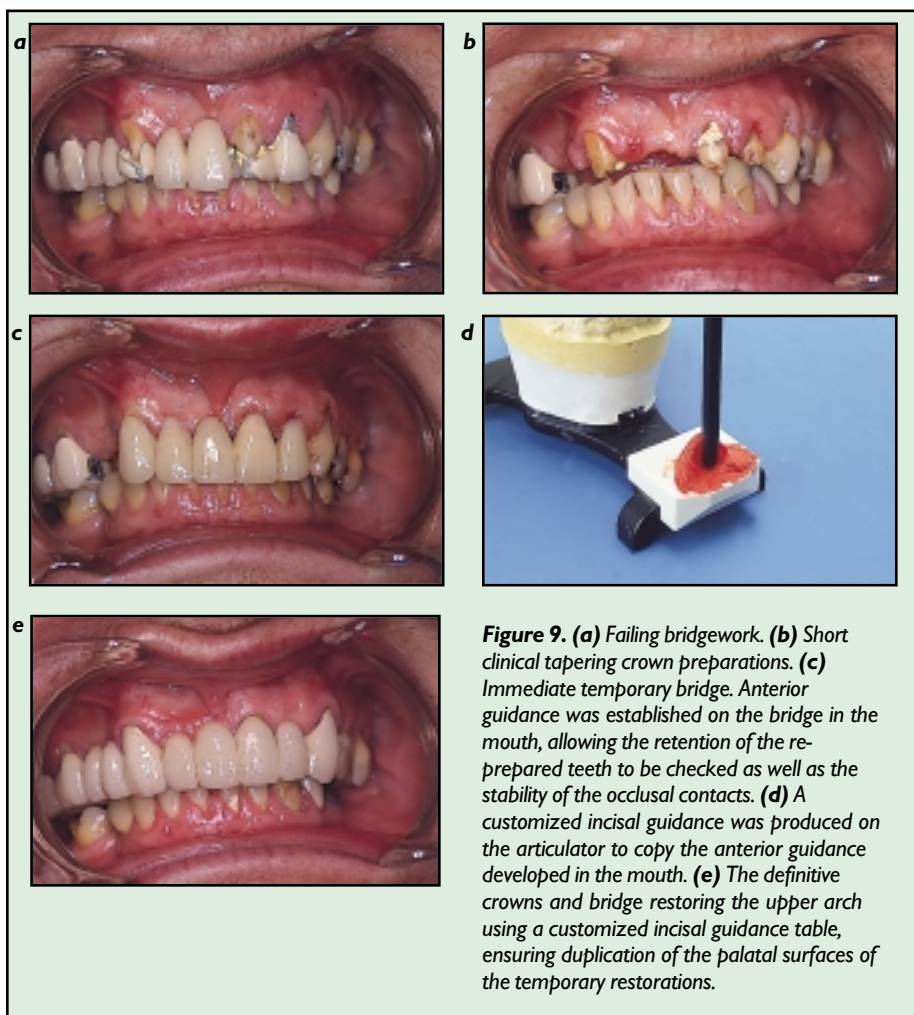 a
b
c
d
e
Figure 9. (a) Failing bridgework. (b) Short
clinical tapering crown preparations. (c)
Immediate temporary bridge. Anterior
guidance was established on the bridge in the
mouth, allowing the retention of the re-
prepared teeth to be checked as well as the
stability of the occlusal contacts. (d) A
customized incisal guidance was produced on
the articulator to copy the anterior guidance
developed in the mouth. (e) The definitive
crowns and bridge restoring the upper arch
using a customized incisal guidance table,
ensuring duplication of the palatal surfaces of
the temporary restorations.